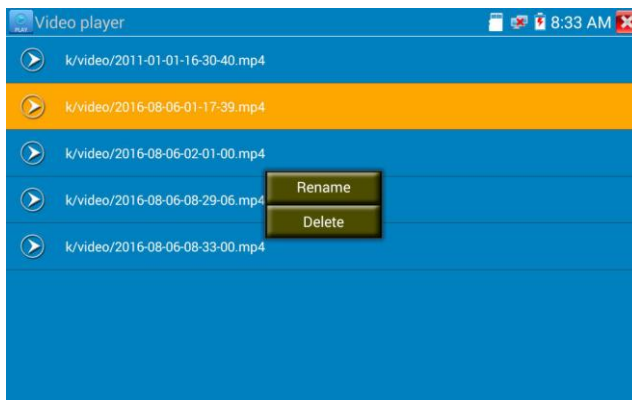 PLAY
Video player
8:33 AM
k/video/2011-01-01-16-30-40.mp4
k/video/2016-08-06-01-17-39.mp4
k/video/2016-08-06-02-01-00.mp4
Rename
k/video/2016-08-06-08-29-06.mp4
Delete
k/video/2016-08-06-08-33-00.mp4